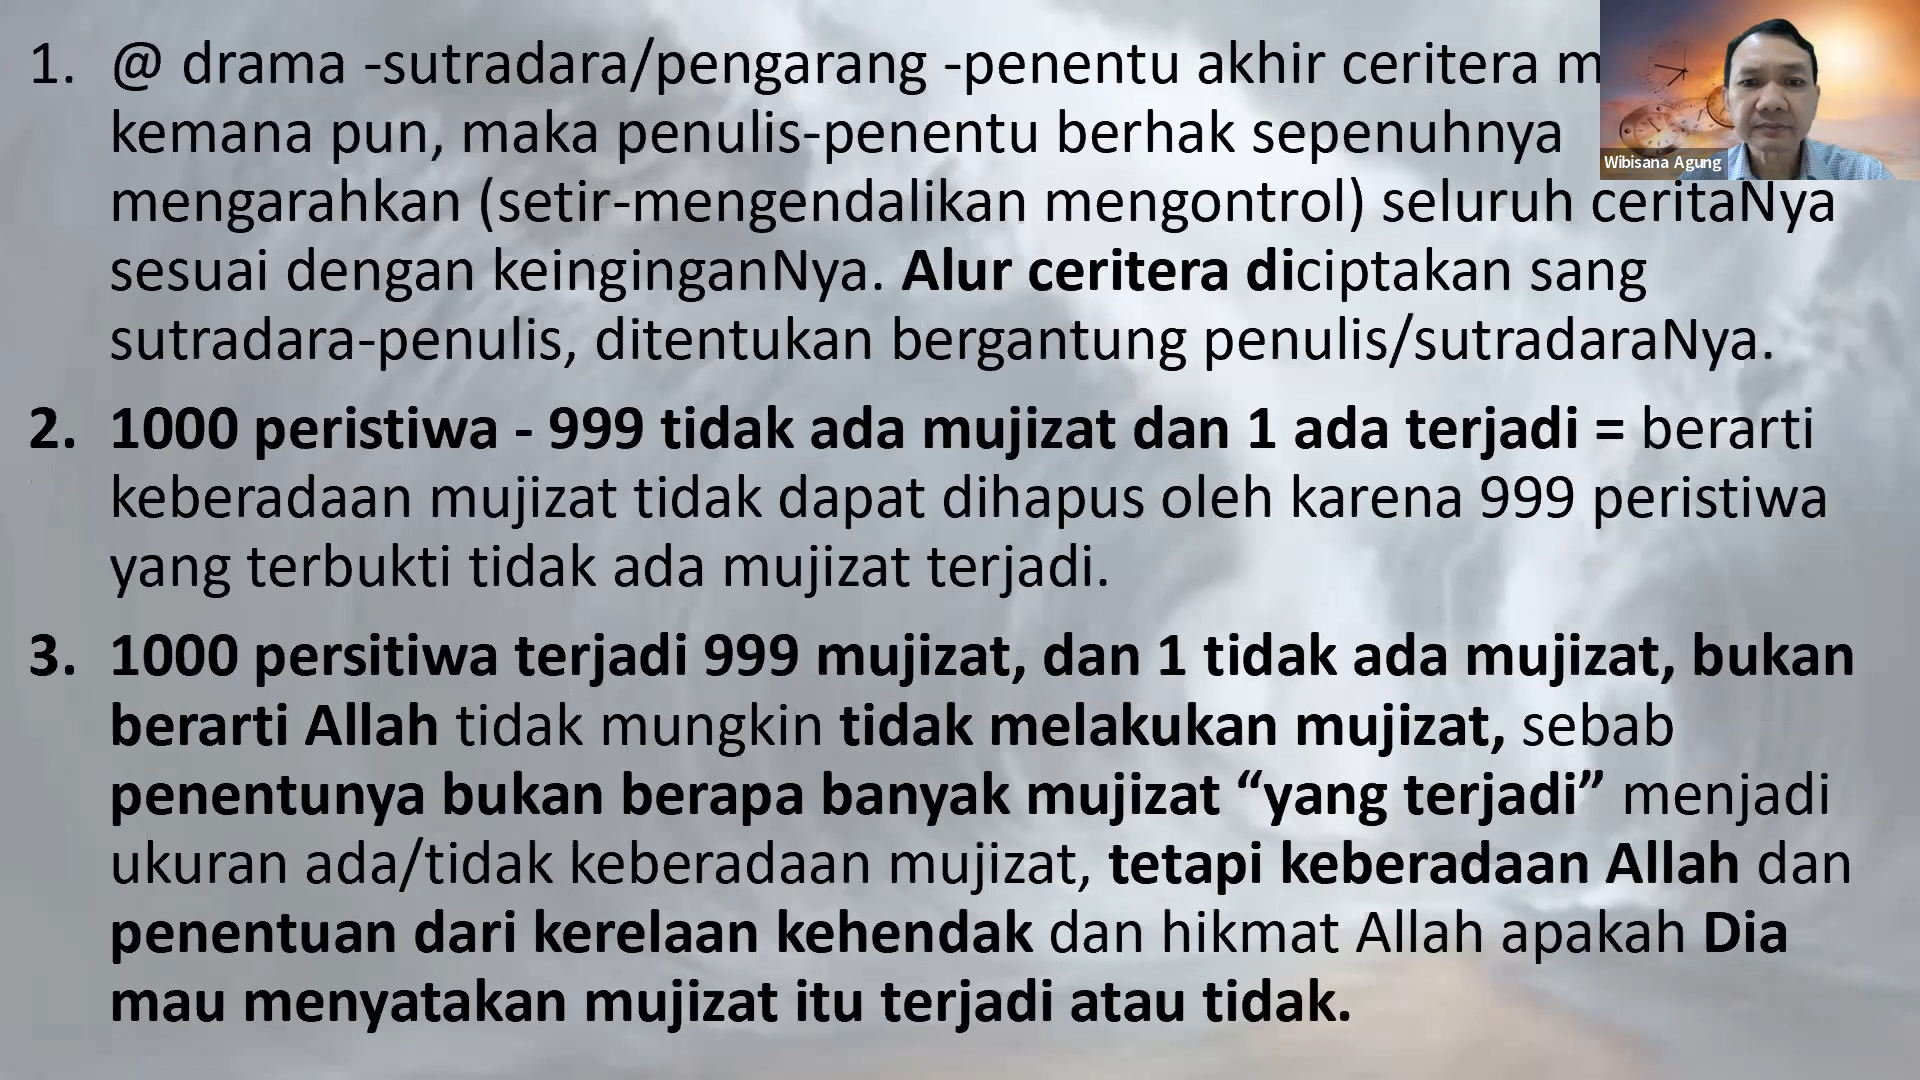 1. @ drama -sutradara/pengarang -penentu akhir ceritera
kemana pun, maka penulis-penentu berhak sepenuhnya
mengarahkan (setir-mengendalikan mengontrol) seluruh ceritaNya
sesuai dengan keinginganNya. Alur ceritera diciptakan sang
sutradara-penulis, ditentukan bergantung penulis/sutradaraNya.
2. 1000 peristiwa - 999 tidak ada mujizat dan 1 ada terjadi = berarti
keberadaan mujizat tidak dapat dihapus oleh karena 999 peristiwa
yang terbukti tidak ada mujizat terjadi.
3. 1000 persitiwa terjadi 999 mujizat, dan 1 tidak ada mujizat, bukan
berarti Allah tidak mungkin tidak melakukan mujizat, sebab
penentunya bukan berapa banyak mujizat “yang terjadi” menjadi
ukuran ada/tidak keberadaan mujizat, tetapi keberadaan Allah dan
penentuan dari kerelaan kehendak dan hikmat Allah apakah Dia
mau menyatakan mujizat itu terjadi atau tidak.
Wibisana Agung